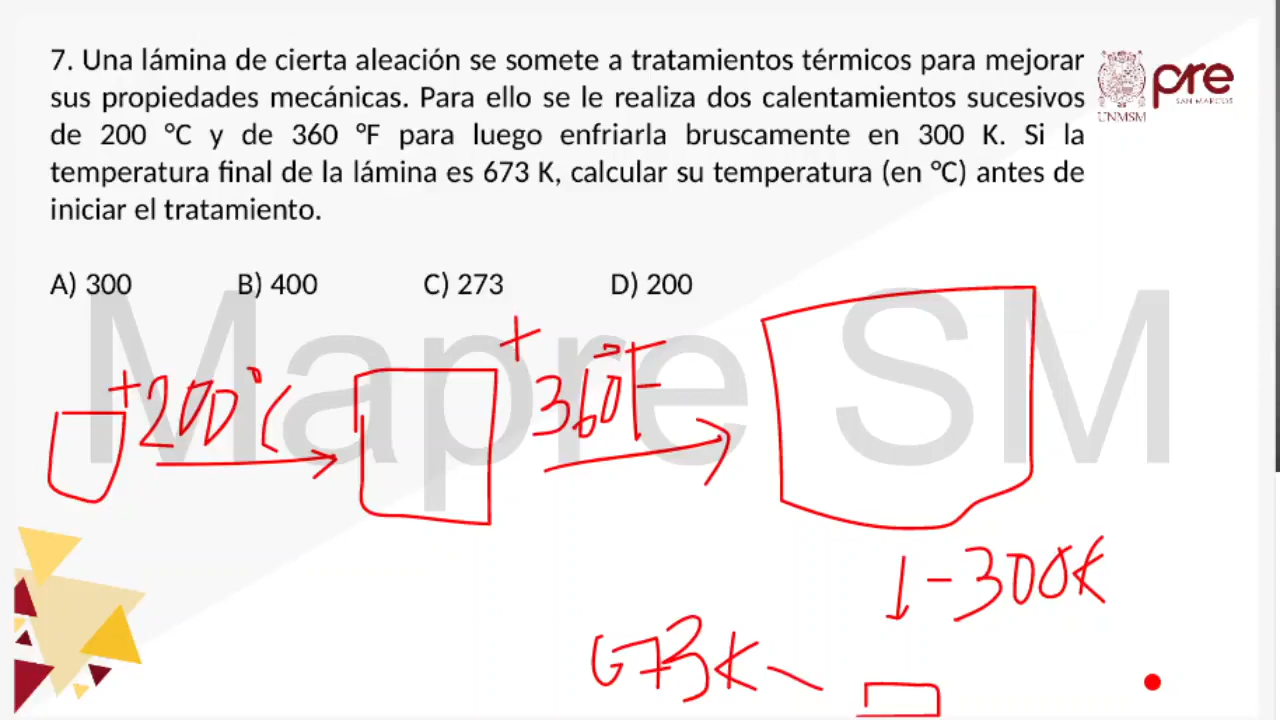 7. Una lámina de cierta aleación se somete a tratamientos térmicos para mejorar
sus propiedades mecánicas. Para ello se le realiza dos calentamientos sucesivos
de 200 °C y de 360 °F para luego enfriarla bruscamente en 300 K. Si la
temperatura final de la lámina es 673 K, calcular su temperatura (en °C) antes de
iniciar el tratamiento.
pre
SAN MARCOS
UNMSM
A) 300 B) 400 C) 273 D) 200
Mapre SM
+200°C
+
360°F
-300K
673K